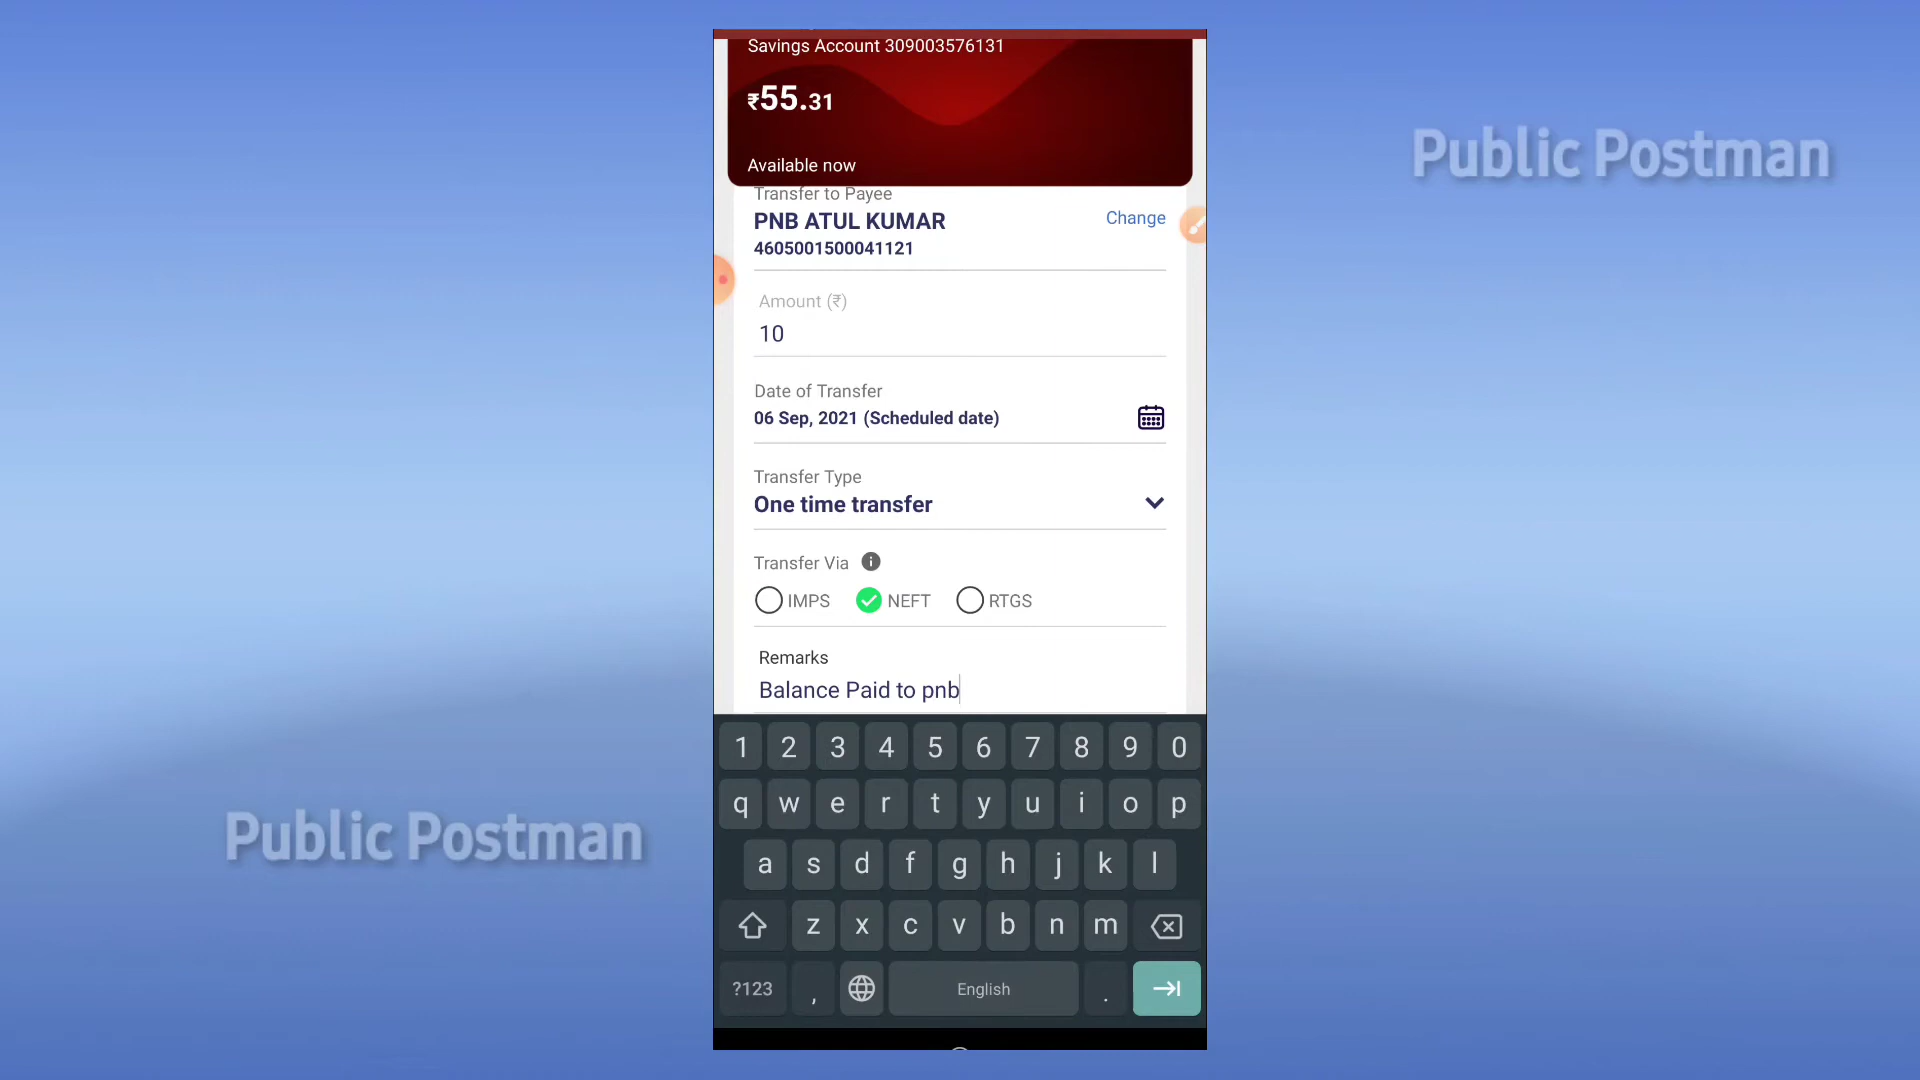 Savings Account 309003576131
₹55.31
Available now
Transfer to Payee
PNB ATUL KUMAR
Change
4605001500041121
Amount (₹)
10
Date of Transfer
06 Sep, 2021 (Scheduled date)
Transfer Type
One time transfer
Transfer Via i
IMPS NEFT RTGS
Remarks
Balance Paid to pnb
1 2 3 4 5 6 7 8 9 0
q w e r t y u i o p
a s d f g h j k l
z x c v b n m
?123 , English .
Public Postman
Public Postman